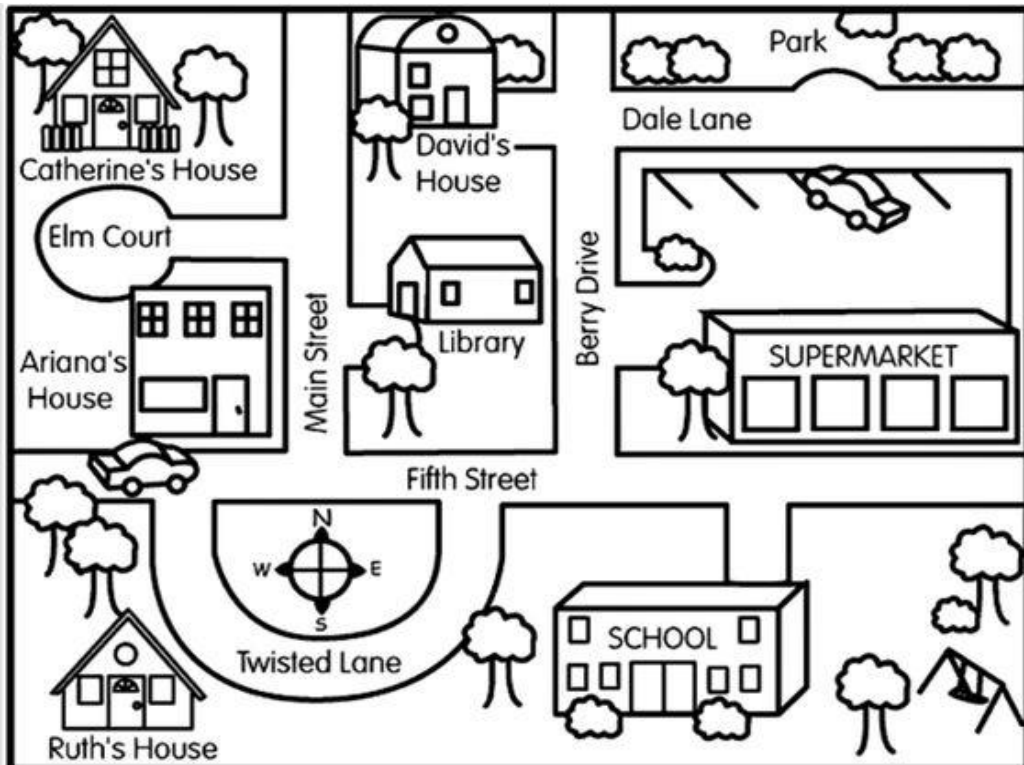 Park
Dale Lane
David's
House
Catherine's House
Elm Court
Berry Drive
Main Street
Library
Ariana's
House
SUPERMARKET
Fifth Street
N
W
E
S
Twisted Lane
SCHOOL
Ruth's House